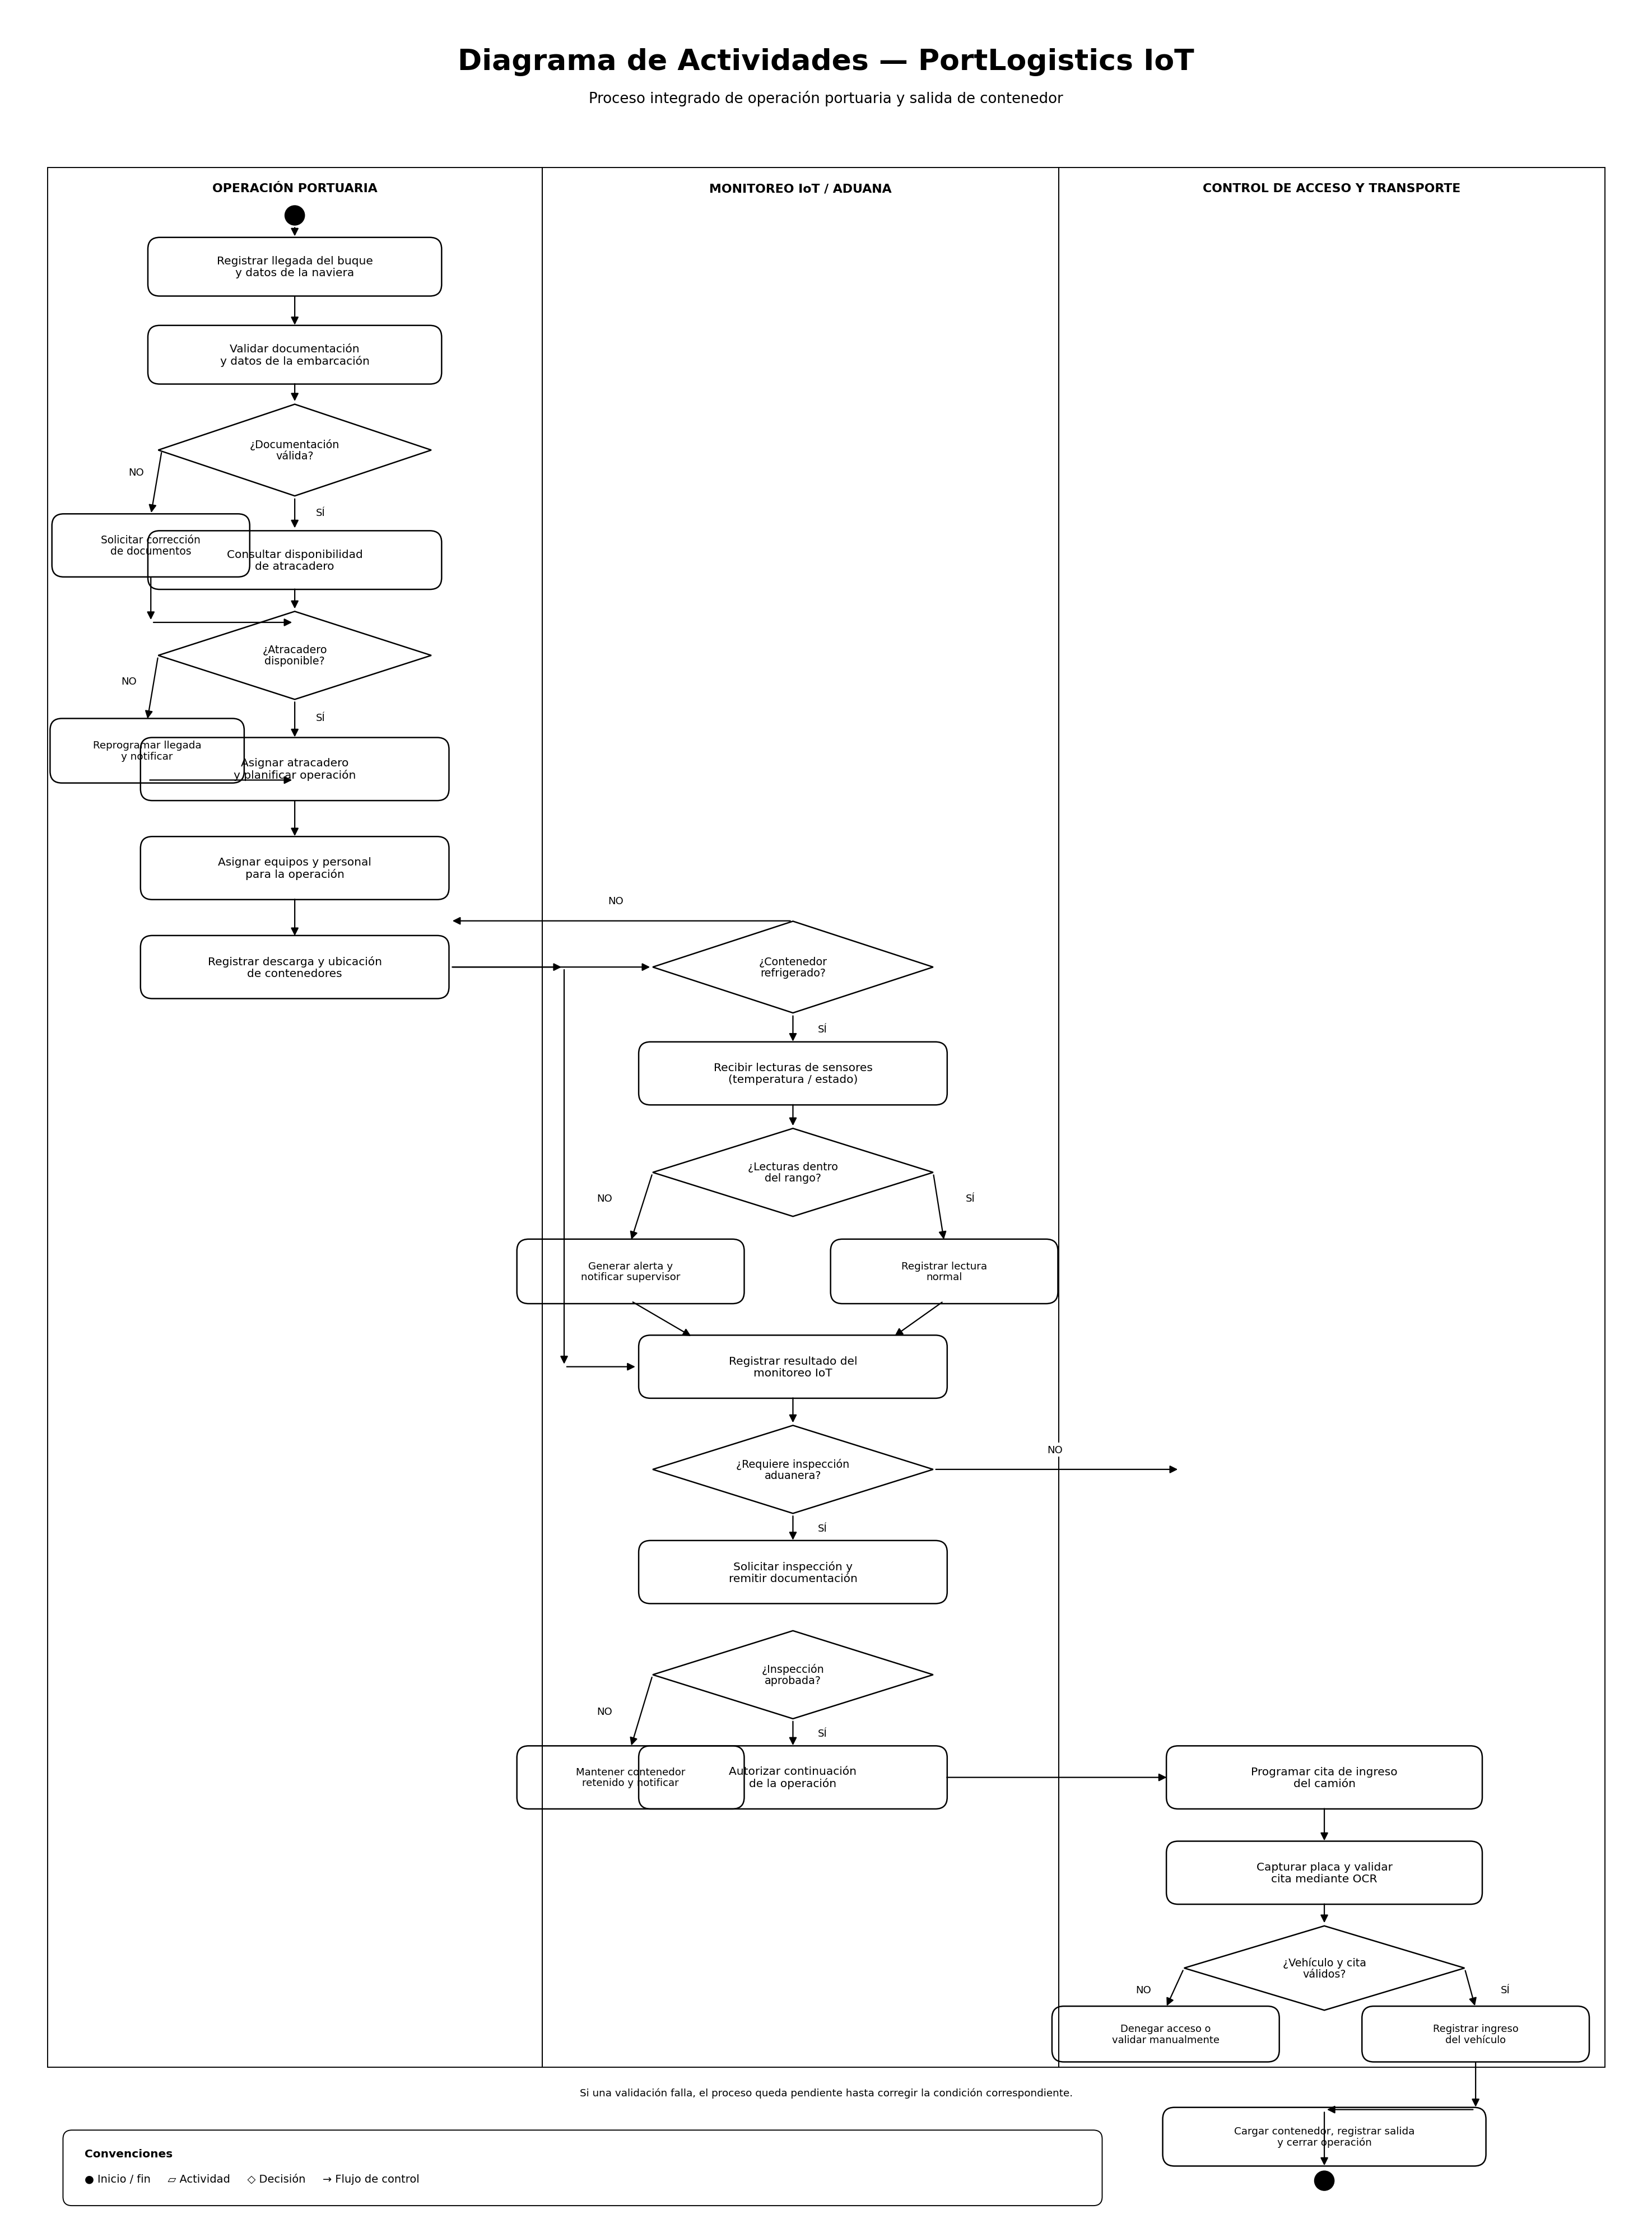 Diagrama de Actividades — PortLogistics IoT
Proceso integrado de operación portuaria y salida de contenedor
OPERACIÓN PORTUARIA
MONITOREO IoT / ADUANA
CONTROL DE ACCESO Y TRANSPORTE
Registrar llegada del buque
y datos de la naviera
Validar documentación
y datos de la embarcación
¿Documentación
válida?
NO
SÍ
Solicitar corrección
de documentos
Consultar disponibilidad
de atracadero
¿Atracadero
disponible?
NO
SÍ
Reprogramar llegada
y notificar
Asignar atracadero
y planificar operación
Asignar equipos y personal
para la operación
Registrar descarga y ubicación
de contenedores
NO
¿Contenedor
refrigerado?
SÍ
Recibir lecturas de sensores
(temperatura / estado)
¿Lecturas dentro
del rango?
NO
SÍ
Generar alerta y
notificar supervisor
Registrar lectura
normal
Registrar resultado del
monitoreo IoT
¿Requiere inspección
aduanera?
NO
SÍ
Solicitar inspección y
remitir documentación
¿Inspección
aprobada?
NO
SÍ
Mantener contenedor
retenido y notificar
Autorizar continuación
de la operación
Programar cita de ingreso
del camión
Capturar placa y validar
cita mediante OCR
¿Vehículo y cita
válidos?
NO
SÍ
Denegar acceso o
validar manualmente
Registrar ingreso
del vehículo
Si una validación falla, el proceso queda pendiente hasta corregir la condición correspondiente.
Cargar contenedor, registrar salida
y cerrar operación
Convenciones
● Inicio / fin ▱ Actividad ◇ Decisión → Flujo de control